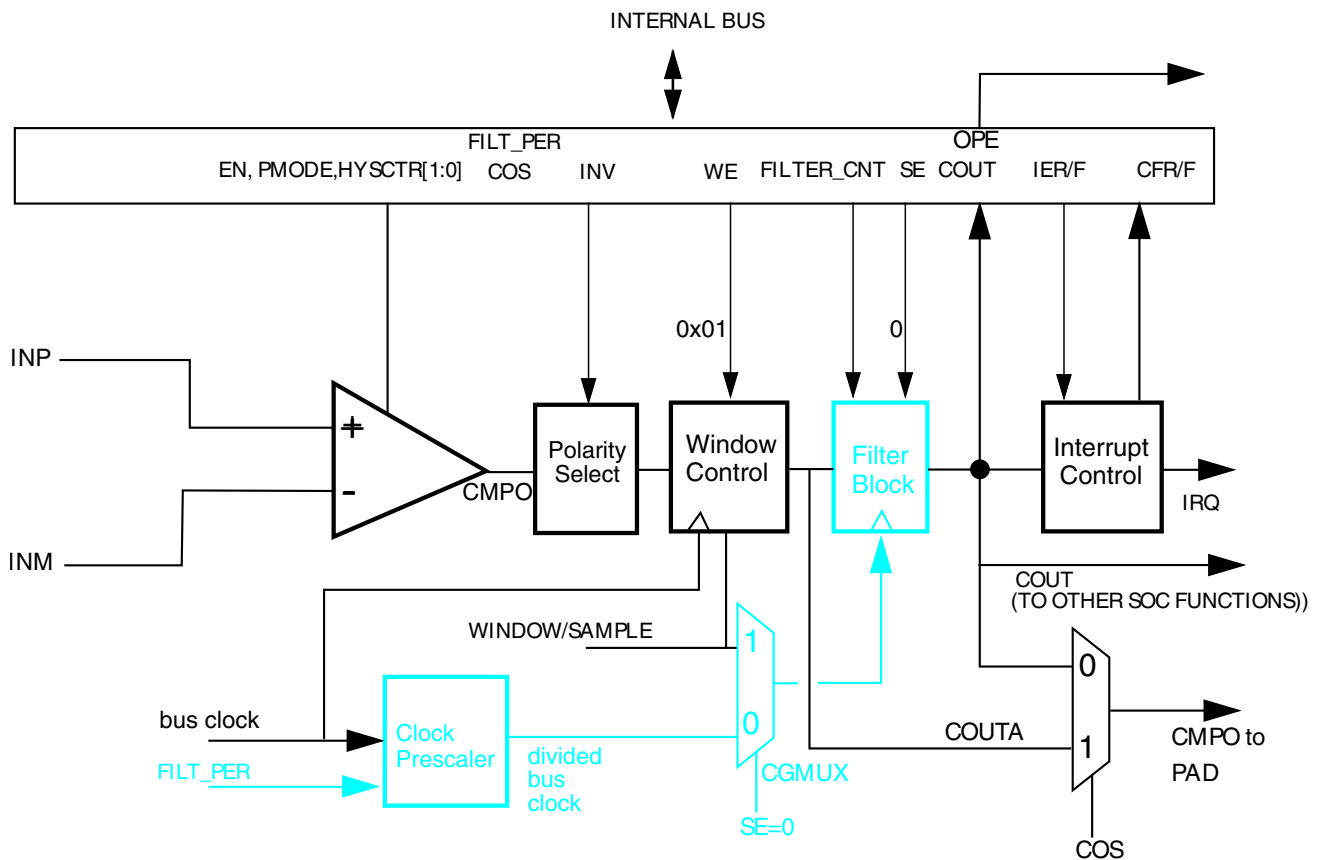 INTERNAL BUS
FILT_PER
OPE
EN, PMODE,HYSCTR[1:0]
COS
INV
WE
FILTER_CNT
SE
COUT
IER/F
CFR/F
0x01
0
INP
+
-
INM
CMPO
Polarity
Select
Window
Control
Filter
Block
Interrupt
Control
IRQ
COUT
(TO OTHER SOC FUNCTIONS))
WINDOW/SAMPLE
1
0
CGMUX
SE=0
bus clock
FILT_PER
Clock
Prescaler
divided
bus
clock
COUTA
0
1
CMPO to
PAD
COS